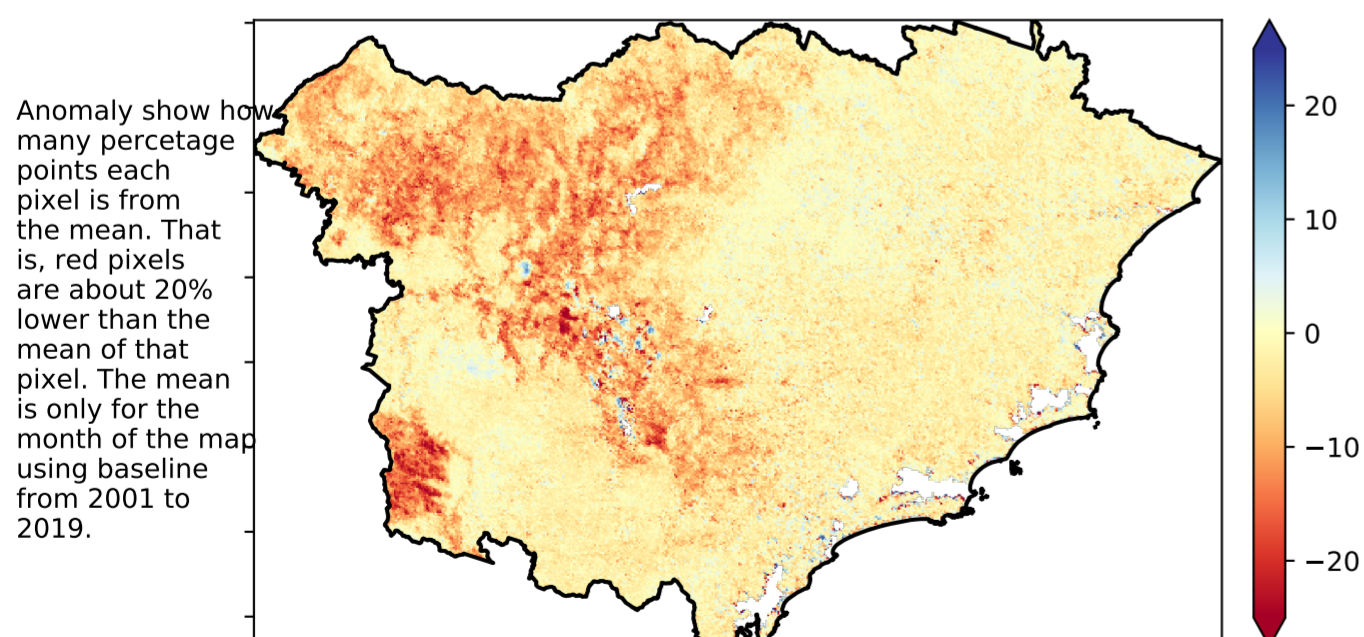 Anomaly show how
many percetage
points each
pixel is from
the mean. That
is, red pixels
are about 20%
lower than the
mean of that
pixel. The mean
is only for the
month of the map
using baseline
from 2001 to
2019.
20
10
0
−10
−20